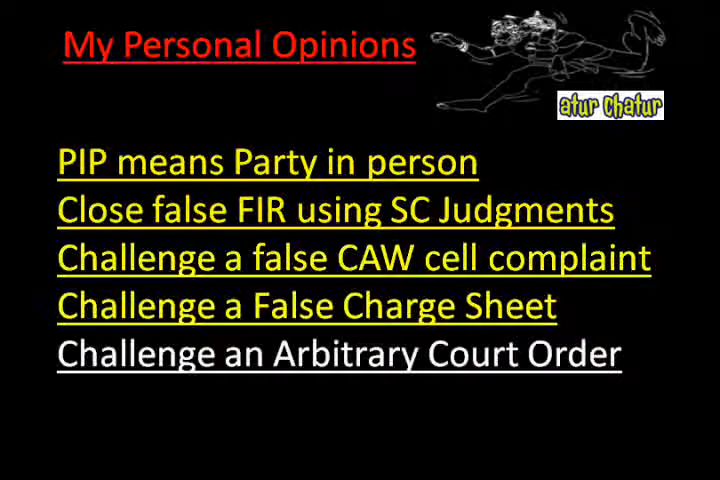 My Personal Opinions
atur chatur
PIP means Party in person
Close false FIR using SC Judgments
Challenge a false CAW cell complaint
Challenge a False Charge Sheet
Challenge an Arbitrary Court Order